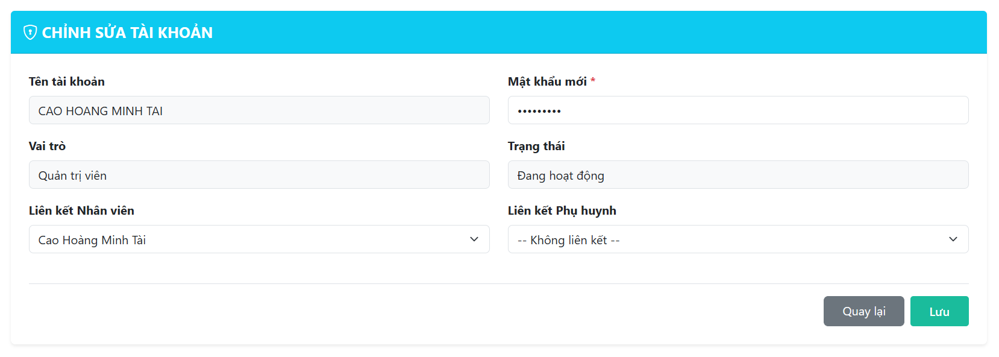 CHỈNH SỬA TÀI KHOẢN
Tên tài khoản
Mật khẩu mới *
CAO HOANG MINH TAI
•••••••••
Vai trò
Trạng thái
Quản trị viên
Đang hoạt động
Liên kết Nhân viên
Liên kết Phụ huynh
Cao Hoàng Minh Tài
-- Không liên kết --
Quay lại
Lưu